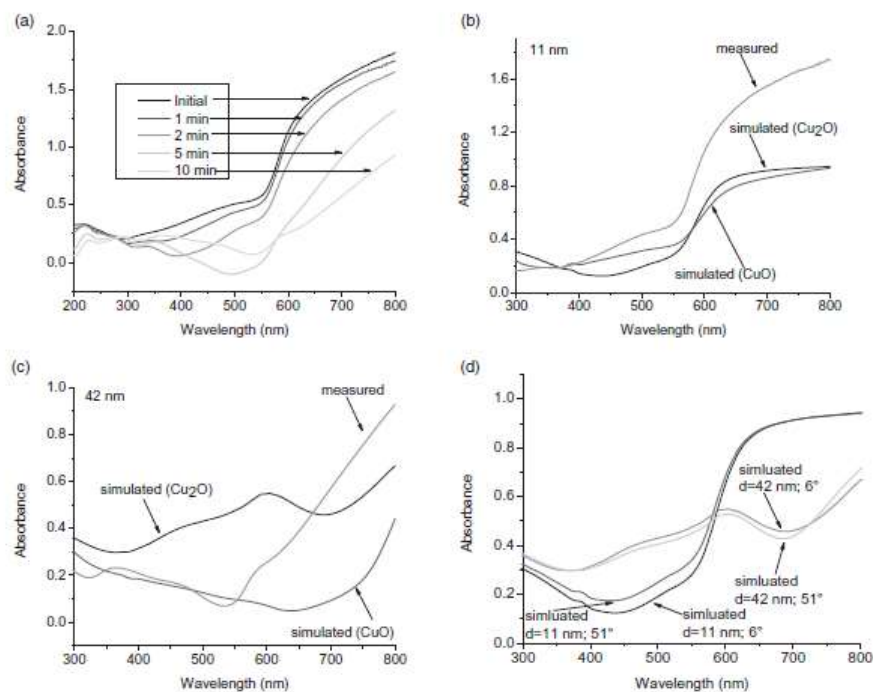 (a)
2.0
1.5
1.0
0.5
0.0
Absorbance
Initial
1 min
2 min
5 min
10 min
200 300 400 500 600 700 800
Wavelength (nm)
(b)
11 nm
1.6
1.2
0.8
0.4
0.0
Absorbance
measured
simulated (Cu2O)
simulated (CuO)
300 400 500 600 700 800
Wavelength (nm)
(c)
42 nm
1.0
0.8
0.6
0.4
0.2
0.0
Absorbance
measured
simulated (Cu2O)
simulated (CuO)
300 400 500 600 700 800
Wavelength (nm)
(d)
1.0
0.8
0.6
0.4
0.2
0.0
Absorbance
simluated
d=42 nm; 6°
simluated
d=42 nm; 51°
simluated
d=11 nm; 51°
simluated
d=11 nm; 6°
300 400 500 600 700 800
Wavelength (nm)